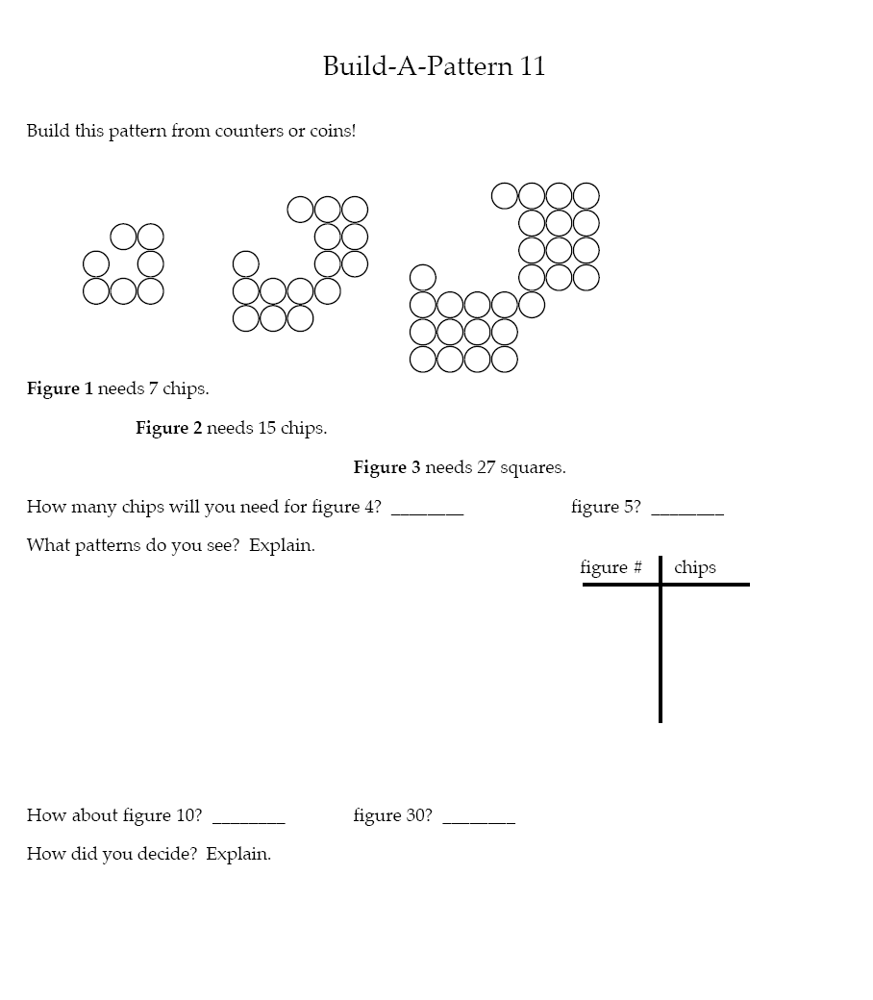 Build-A-Pattern 11
Build this pattern from counters or coins!
Figure 1 needs 7 chips.
Figure 2 needs 15 chips.
Figure 3 needs 27 squares.
How many chips will you need for figure 4? ________ figure 5? ________
What patterns do you see? Explain.
figure # chips
How about figure 10? ________ figure 30? ________
How did you decide? Explain.